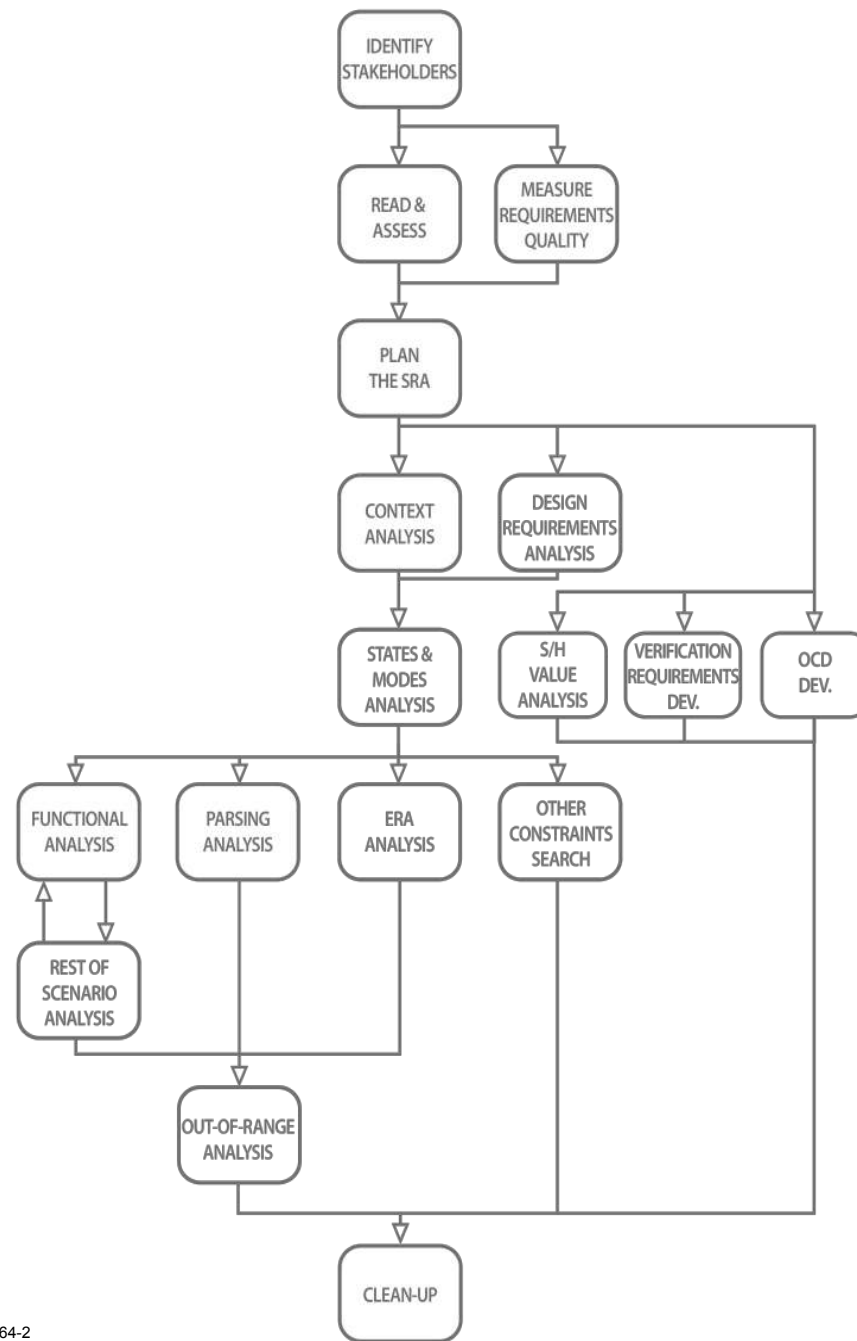 IDENTIFY
STAKEHOLDERS
READ &
ASSESS
MEASURE
REQUIREMENTS
QUALITY
PLAN
THE SRA
CONTEXT
ANALYSIS
DESIGN
REQUIREMENTS
ANALYSIS
STATES &
MODES
ANALYSIS
S/H
VALUE
ANALYSIS
VERIFICATION
REQUIREMENTS
DEV.
OCD
DEV.
FUNCTIONAL
ANALYSIS
PARSING
ANALYSIS
ERA
ANALYSIS
OTHER
CONSTRAINTS
SEARCH
REST OF
SCENARIO
ANALYSIS
OUT-OF-RANGE
ANALYSIS
CLEAN-UP
64-2